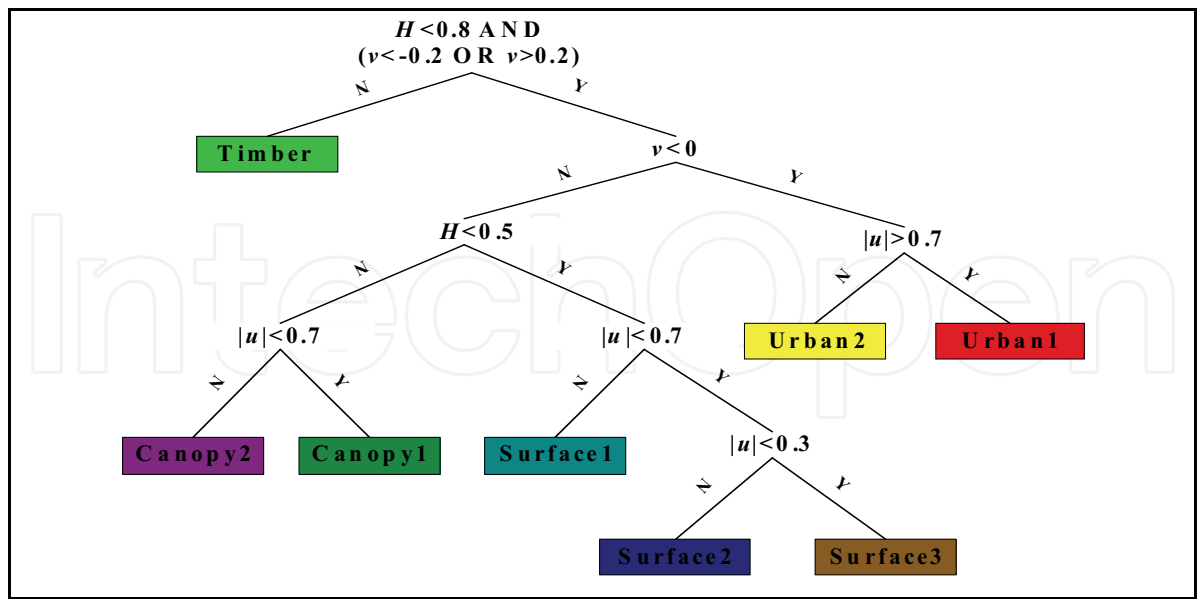 H<0.8 AND
(v<-0.2 OR v>0.2)
N
Y
Timber
v<0
N
Y
H<0.5
|u|>0.7
N
Y
N
Y
|u|<0.7
|u|<0.7
Urban2
Urban1
N
Y
N
Y
Canopy2
Canopy1
Surface1
|u|<0.3
N
Y
Surface2
Surface3
IntechOpen